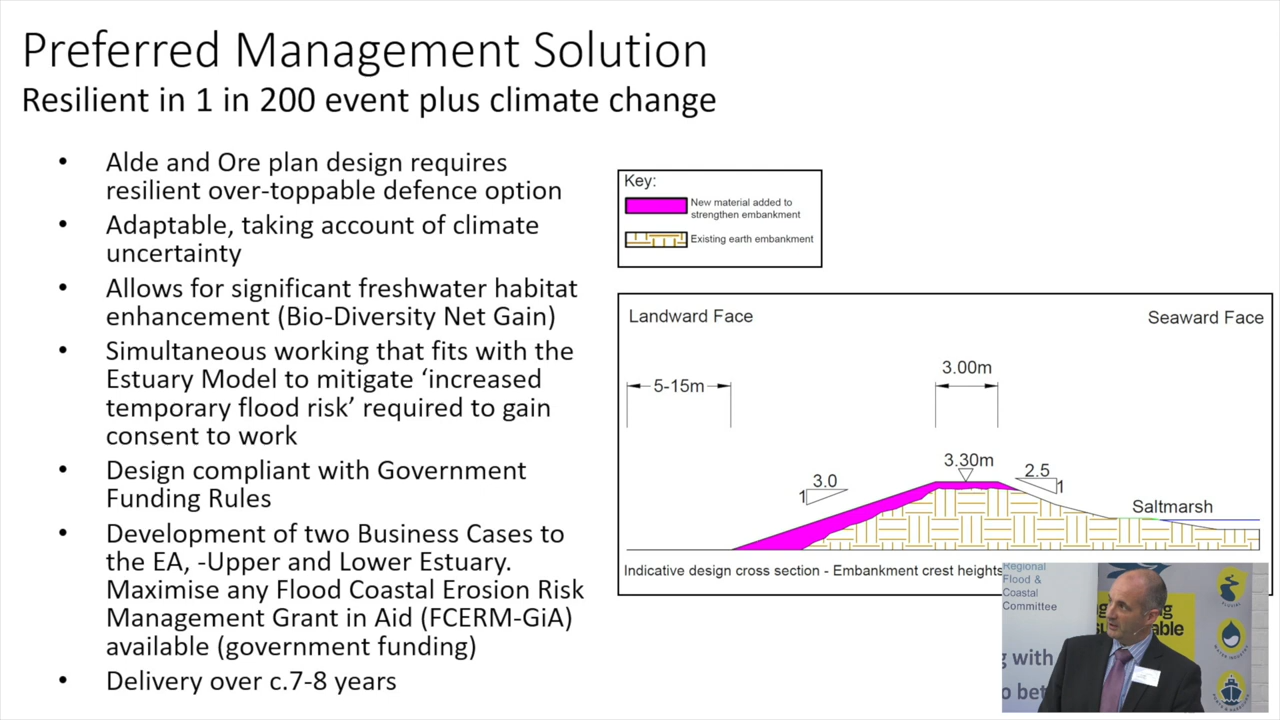 Preferred Management Solution
Resilient in 1 in 200 event plus climate change
• Alde and Ore plan design requires
resilient over-toppable defence option
• Adaptable, taking account of climate
uncertainty
• Allows for significant freshwater habitat
enhancement (Bio-Diversity Net Gain)
• Simultaneous working that fits with the
Estuary Model to mitigate ‘increased
temporary flood risk’ required to gain
consent to work
• Design compliant with Government
Funding Rules
• Development of two Business Cases to
the EA, -Upper and Lower Estuary.
Maximise any Flood Coastal Erosion Risk
Management Grant in Aid (FCERM-GiA)
available (government funding)
• Delivery over c.7-8 years
Key:
New material added to
strengthen embankment
Existing earth embankment
Landward Face
Seaward Face
5-15m
3.00m
3.30m
3.0
1
2.5
1
Saltmarsh
Indicative design cross section - Embankment crest heights
Regional
Flood &
Coastal
Committee
with
WATER INDUSTRY